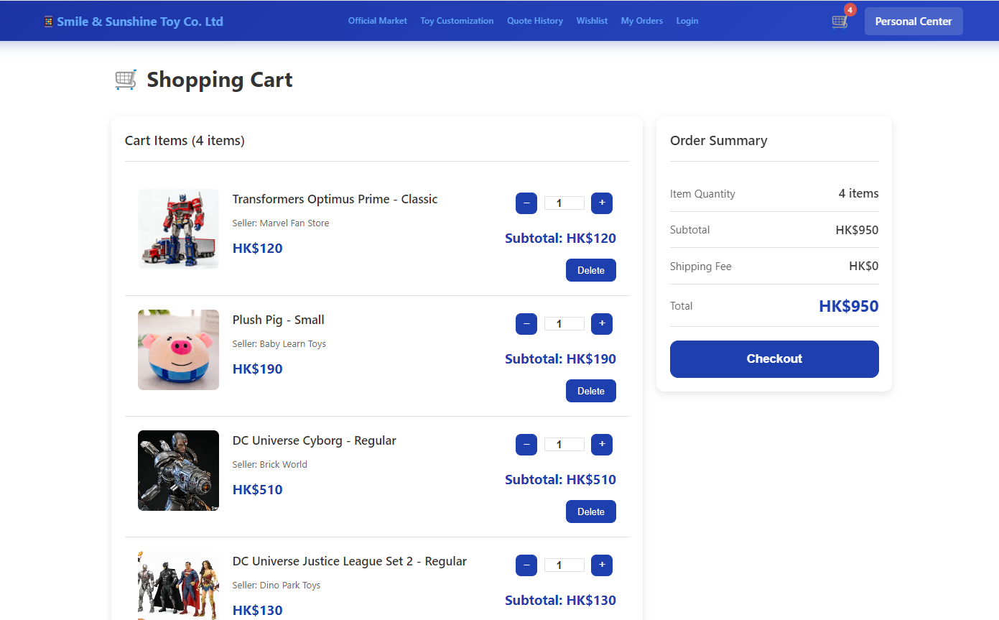 Smile & Sunshine Toy Co. Ltd
Official Market
Toy Customization
Quote History
Wishlist
My Orders
Login
4
Personal Center
Shopping Cart
Cart Items (4 items)
Transformers Optimus Prime - Classic
Seller: Marvel Fan Store
HK$120
− 1 +
Subtotal: HK$120
Delete
Plush Pig - Small
Seller: Baby Learn Toys
HK$190
− 1 +
Subtotal: HK$190
Delete
DC Universe Cyborg - Regular
Seller: Brick World
HK$510
− 1 +
Subtotal: HK$510
Delete
DC Universe Justice League Set 2 - Regular
Seller: Dino Park Toys
HK$130
− 1 +
Subtotal: HK$130
Order Summary
Item Quantity 4 items
Subtotal HK$950
Shipping Fee HK$0
Total HK$950
Checkout